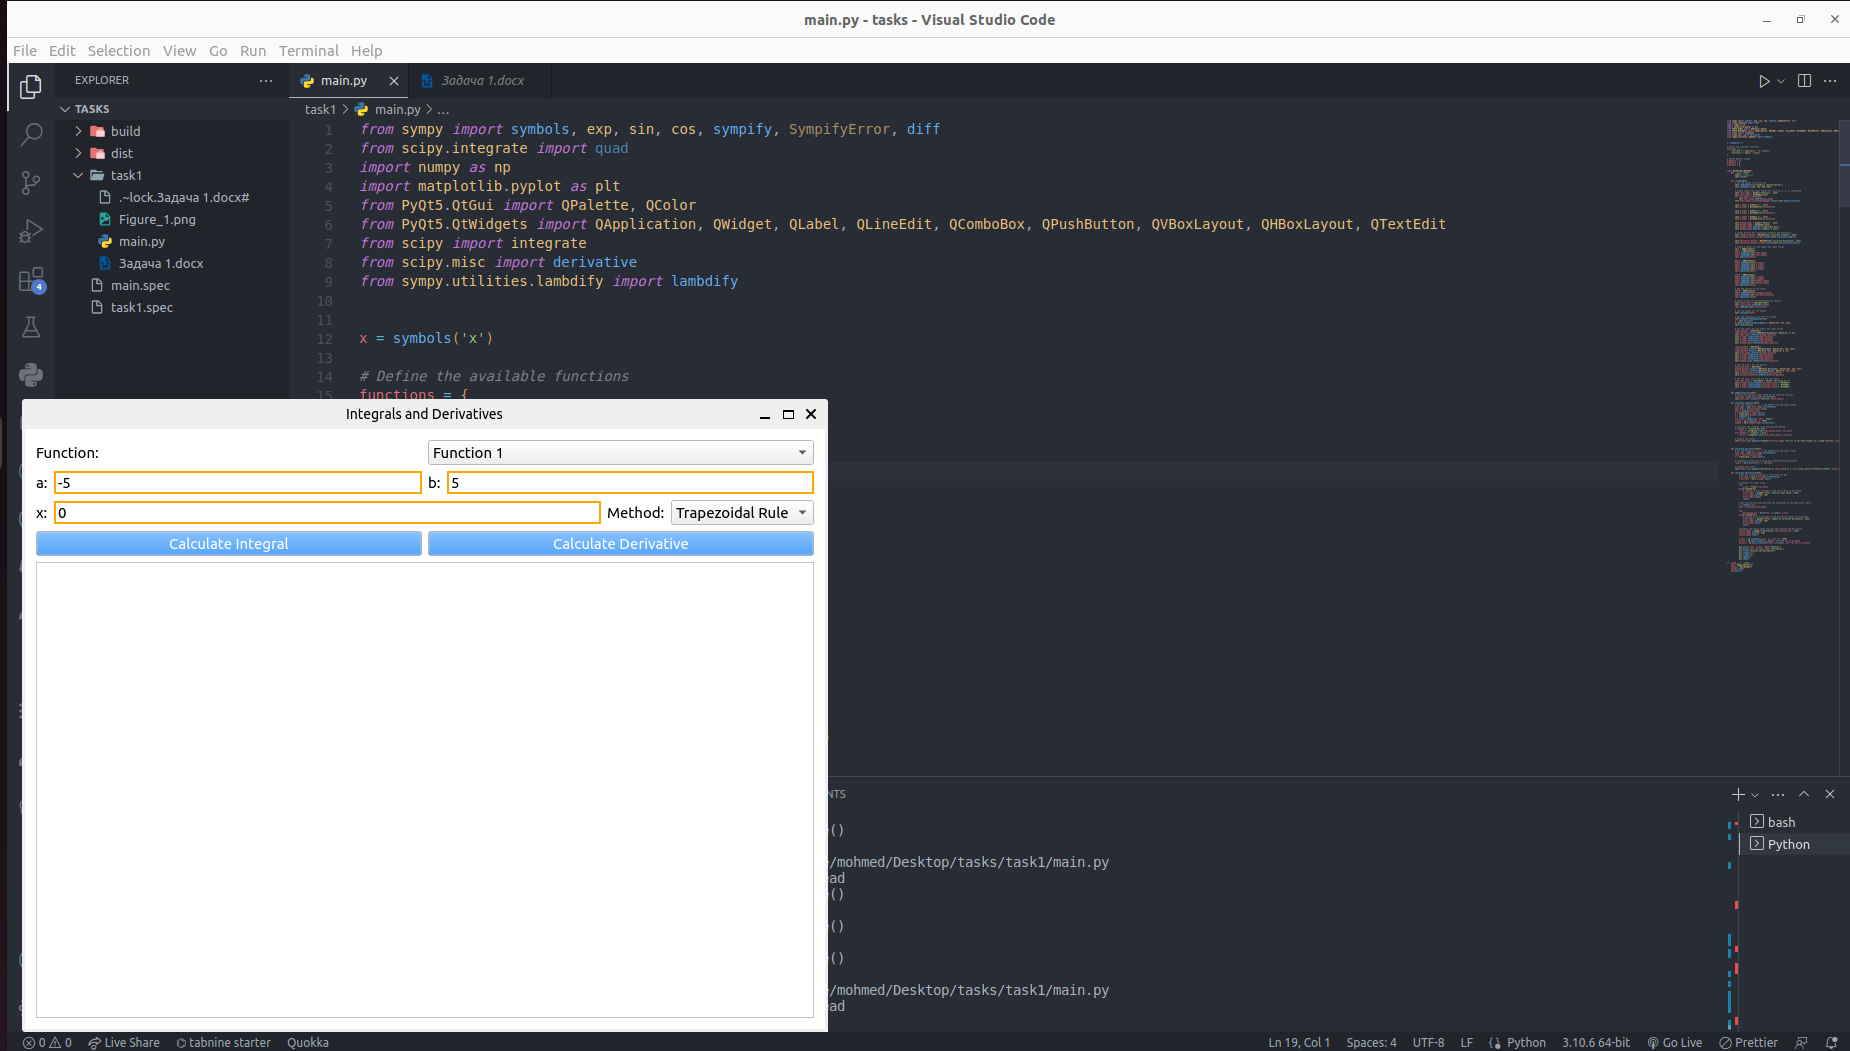 main.py - tasks - Visual Studio Code
File Edit Selection View Go Run Terminal Help
EXPLORER
TASKS
build
dist
task1
.~lock.Задача 1.docx#
Figure_1.png
main.py
Задача 1.docx
main.spec
task1.spec
4
main.py
Задача 1.docx
task1 > main.py > ...
1 from sympy import symbols, exp, sin, cos, sympify, SympifyError, diff
2 from scipy.integrate import quad
3 import numpy as np
4 import matplotlib.pyplot as plt
5 from PyQt5.QtGui import QPalette, QColor
6 from PyQt5.QtWidgets import QApplication, QWidget, QLabel, QLineEdit, QComboBox, QPushButton, QVBoxLayout, QHBoxLayout, QTextEdit
7 from scipy import integrate
8 from scipy.misc import derivative
9 from sympy.utilities.lambdify import lambdify
10
11
12 x = symbols('x')
13
14 # Define the available functions
15 functions = {
Integrals and Derivatives
Function: Function 1
a: -5 b: 5
x: 0 Method: Trapezoidal Rule
Calculate Integral Calculate Derivative
NTS
()
/mohmed/Desktop/tasks/task1/main.py
ad
()
()
()
/mohmed/Desktop/tasks/task1/main.py
ad
bash
Python
0 0 Live Share tabnine starter Quokka
Ln 19, Col 1 Spaces: 4 UTF-8 LF Python 3.10.6 64-bit Go Live Prettier